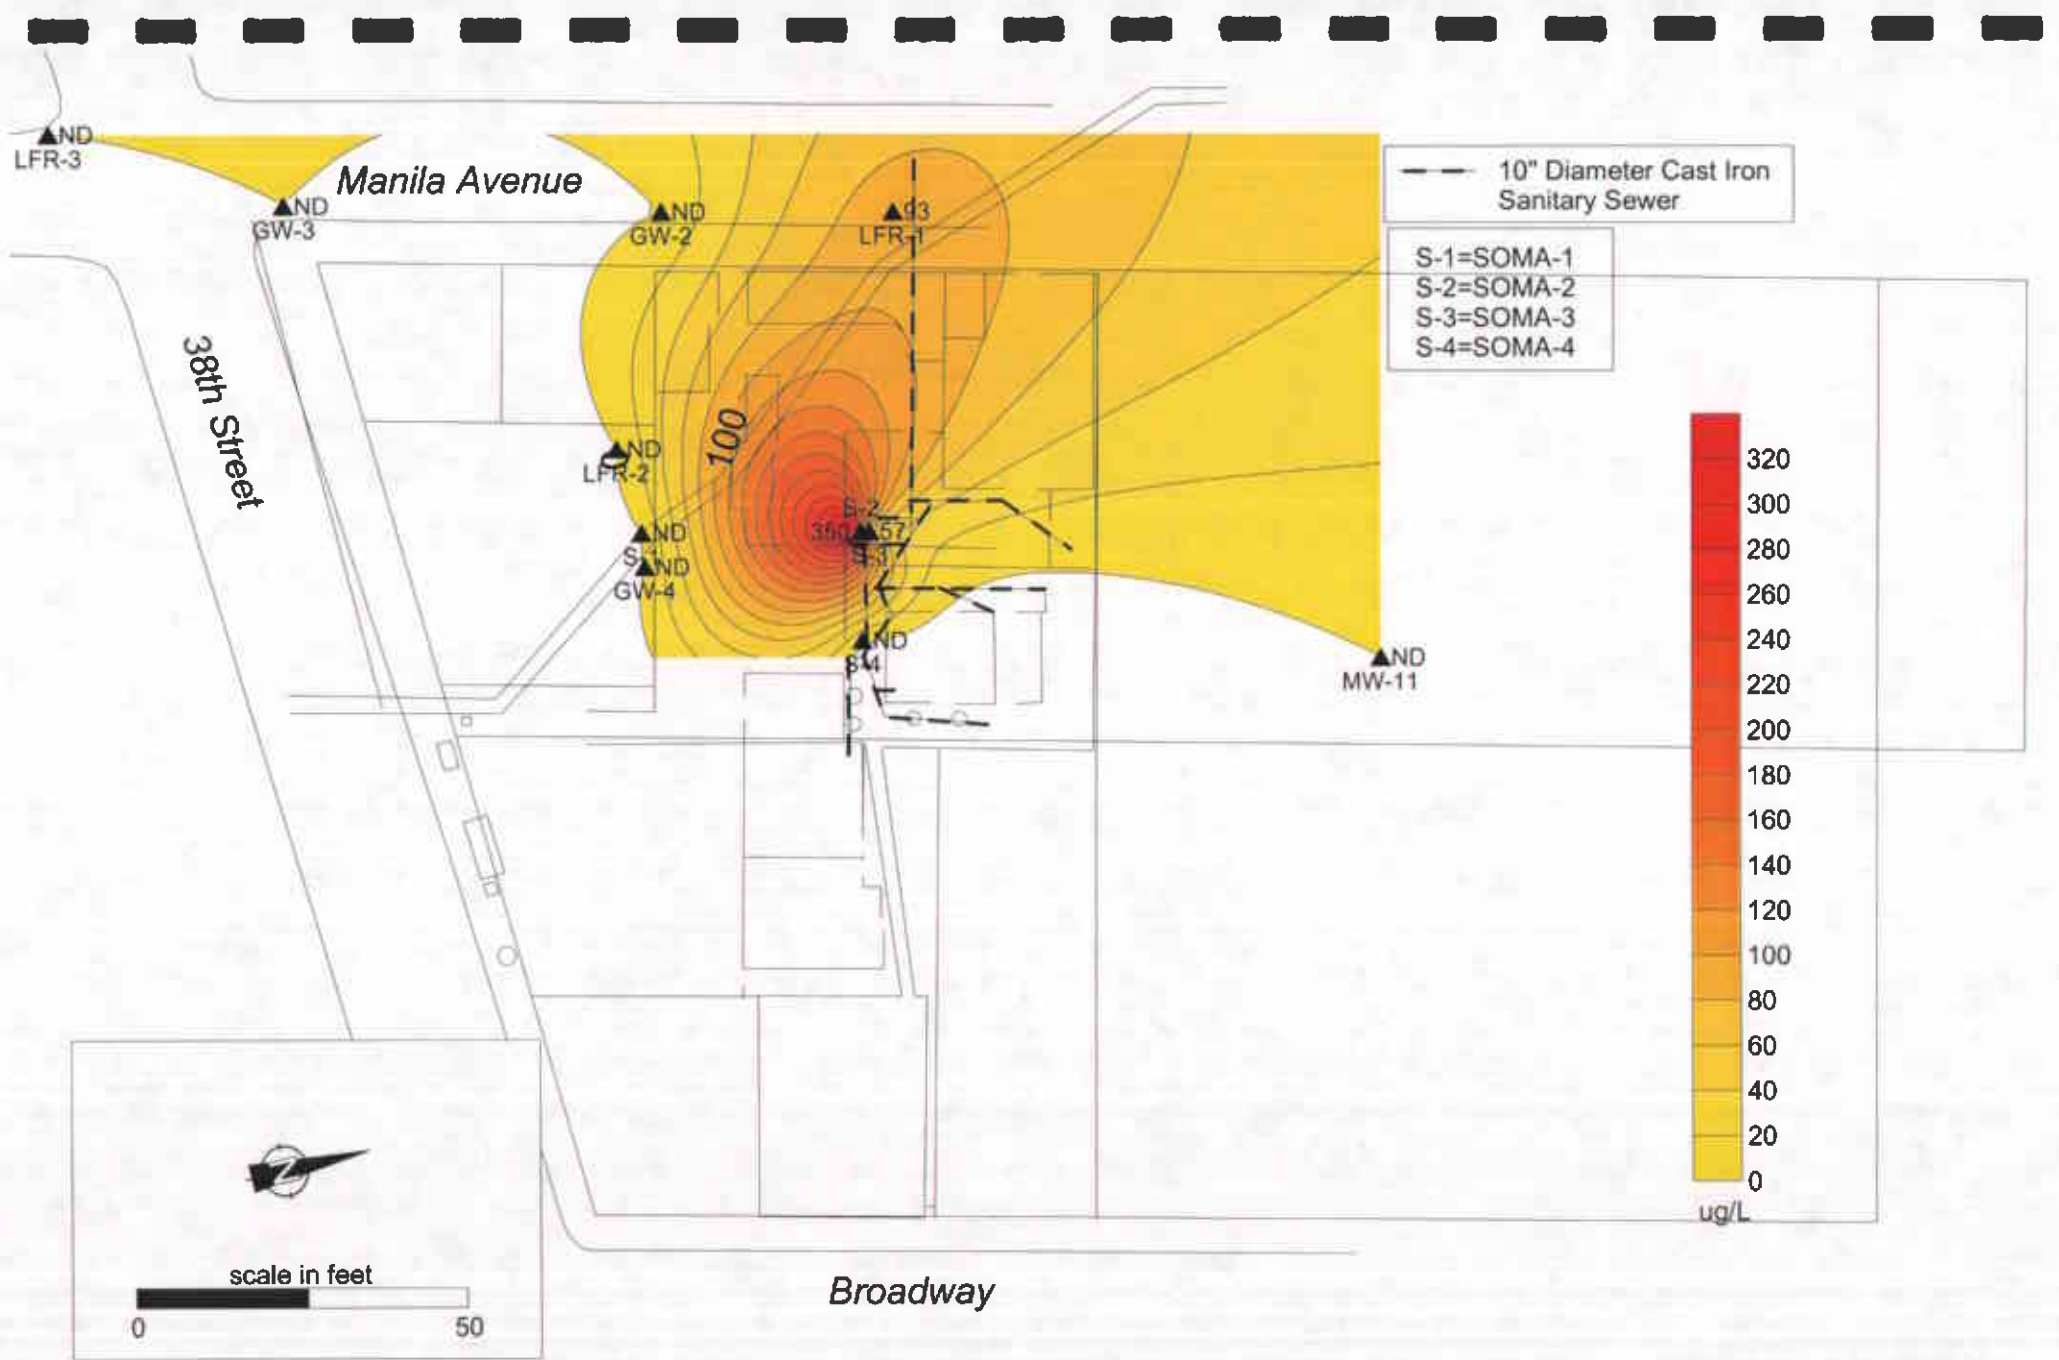 ND
LFR-3
Manila Avenue
ND
GW-3
ND
GW-2
93
LFR-1
10" Diameter Cast Iron
Sanitary Sewer
S-1=SOMA-1
S-2=SOMA-2
S-3=SOMA-3
S-4=SOMA-4
38th Street
100
ND
LFR-2
S-2
350
57
S-3
ND
ND
GW-4
ND
S-4
ND
MW-11
320
300
280
260
240
220
200
180
160
140
120
100
80
60
40
20
0
ug/L
Z
scale in feet
0
50
Broadway